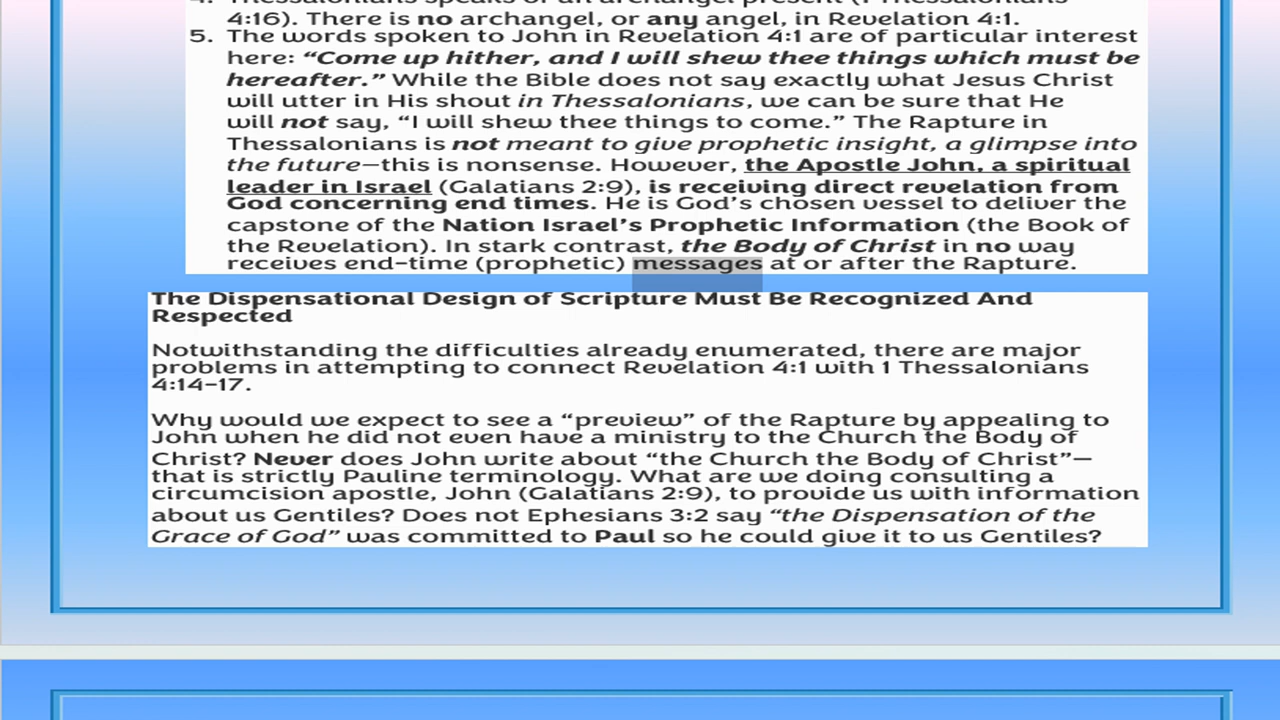 4. Thessalonians speaks of an archangel present (1 Thessalonians
4:16). There is no archangel, or any angel, in Revelation 4:1.
5. The words spoken to John in Revelation 4:1 are of particular interest
here: “Come up hither, and I will shew thee things which must be
hereafter.” While the Bible does not say exactly what Jesus Christ
will utter in His shout in Thessalonians, we can be sure that He
will not say, “I will shew thee things to come.” The Rapture in
Thessalonians is not meant to give prophetic insight, a glimpse into
the future—this is nonsense. However, the Apostle John, a spiritual
leader in Israel (Galatians 2:9), is receiving direct revelation from
God concerning end times. He is God’s chosen vessel to deliver the
capstone of the Nation Israel’s Prophetic Information (the Book of
the Revelation). In stark contrast, the Body of Christ in no way
receives end-time (prophetic) messages at or after the Rapture.
The Dispensational Design of Scripture Must Be Recognized And
Respected
Notwithstanding the difficulties already enumerated, there are major
problems in attempting to connect Revelation 4:1 with 1 Thessalonians
4:14-17.
Why would we expect to see a “preview” of the Rapture by appealing to
John when he did not even have a ministry to the Church the Body of
Christ? Never does John write about “the Church the Body of Christ”—
that is strictly Pauline terminology. What are we doing consulting a
circumcision apostle, John (Galatians 2:9), to provide us with information
about us Gentiles? Does not Ephesians 3:2 say “the Dispensation of the
Grace of God” was committed to Paul so he could give it to us Gentiles?